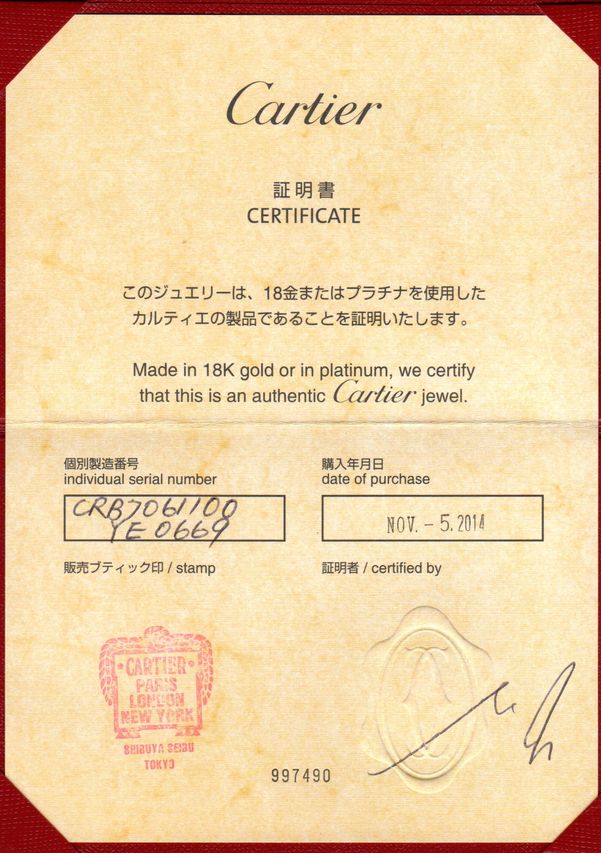 Cartier
証明書
CERTIFICATE
このジュエリーは、18金またはプラチナを使用した
カルティエの製品であることを証明いたします。
Made in 18K gold or in platinum, we certify
that this is an authentic Cartier jewel.
個別製造番号
individual serial number
CRB7061100
YE0669
購入年月日
date of purchase
NOV. - 5. 2014
販売ブティック印 / stamp
証明者 / certified by
CARTIER
PARIS
LONDON
NEW YORK
SHIBUYA SEIBU
TOKYO
997490